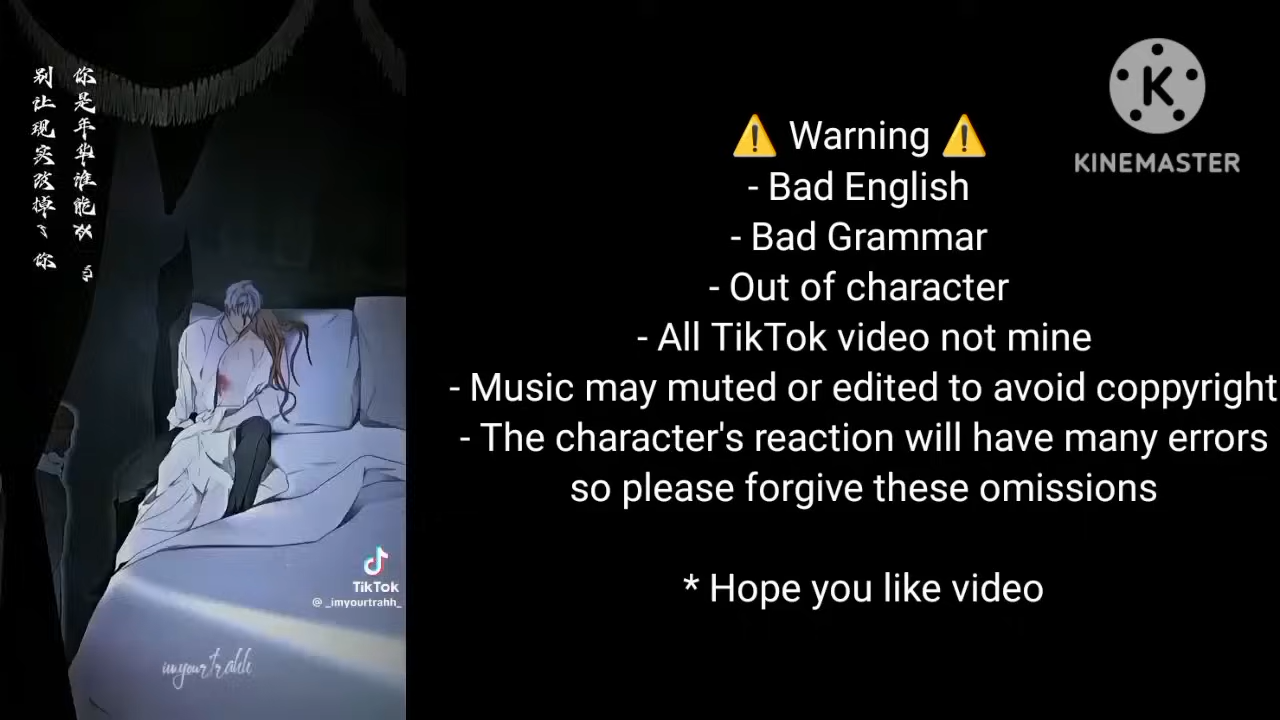 你是年华谁能
别让现实改掉 你
⚠️ Warning ⚠️
- Bad English
- Bad Grammar
- Out of character
- All TikTok video not mine
- Music may muted or edited to avoid coppyright
- The character's reaction will have many errors
so please forgive these omissions
* Hope you like video
K
KINEMASTER
TikTok
@ _imyourtrahh_
imyourtrahh